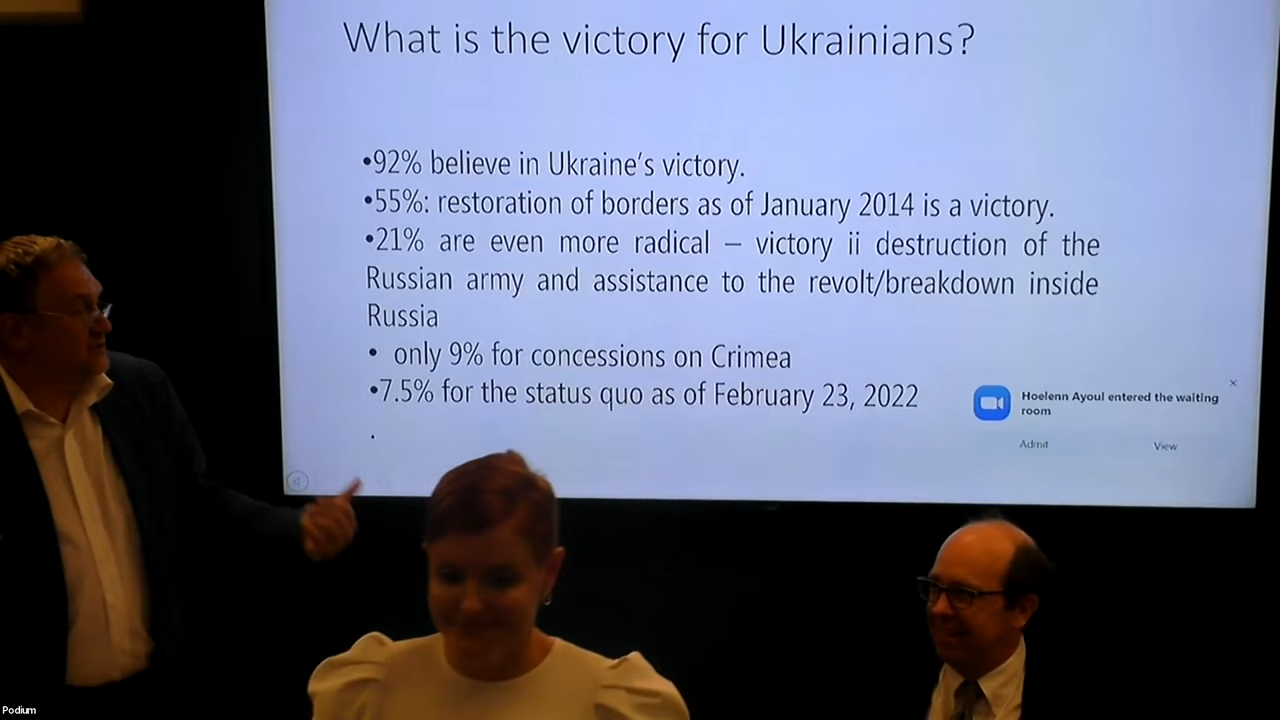 What is the victory for Ukrainians?
•92% believe in Ukraine's victory.
•55%: restoration of borders as of January 2014 is a victory.
•21% are even more radical – victory ii destruction of the
Russian army and assistance to the revolt/breakdown inside
Russia
• only 9% for concessions on Crimea
•7.5% for the status quo as of February 23, 2022
.
Hoelenn Ayoul entered the waiting
room
Admit View
Podium